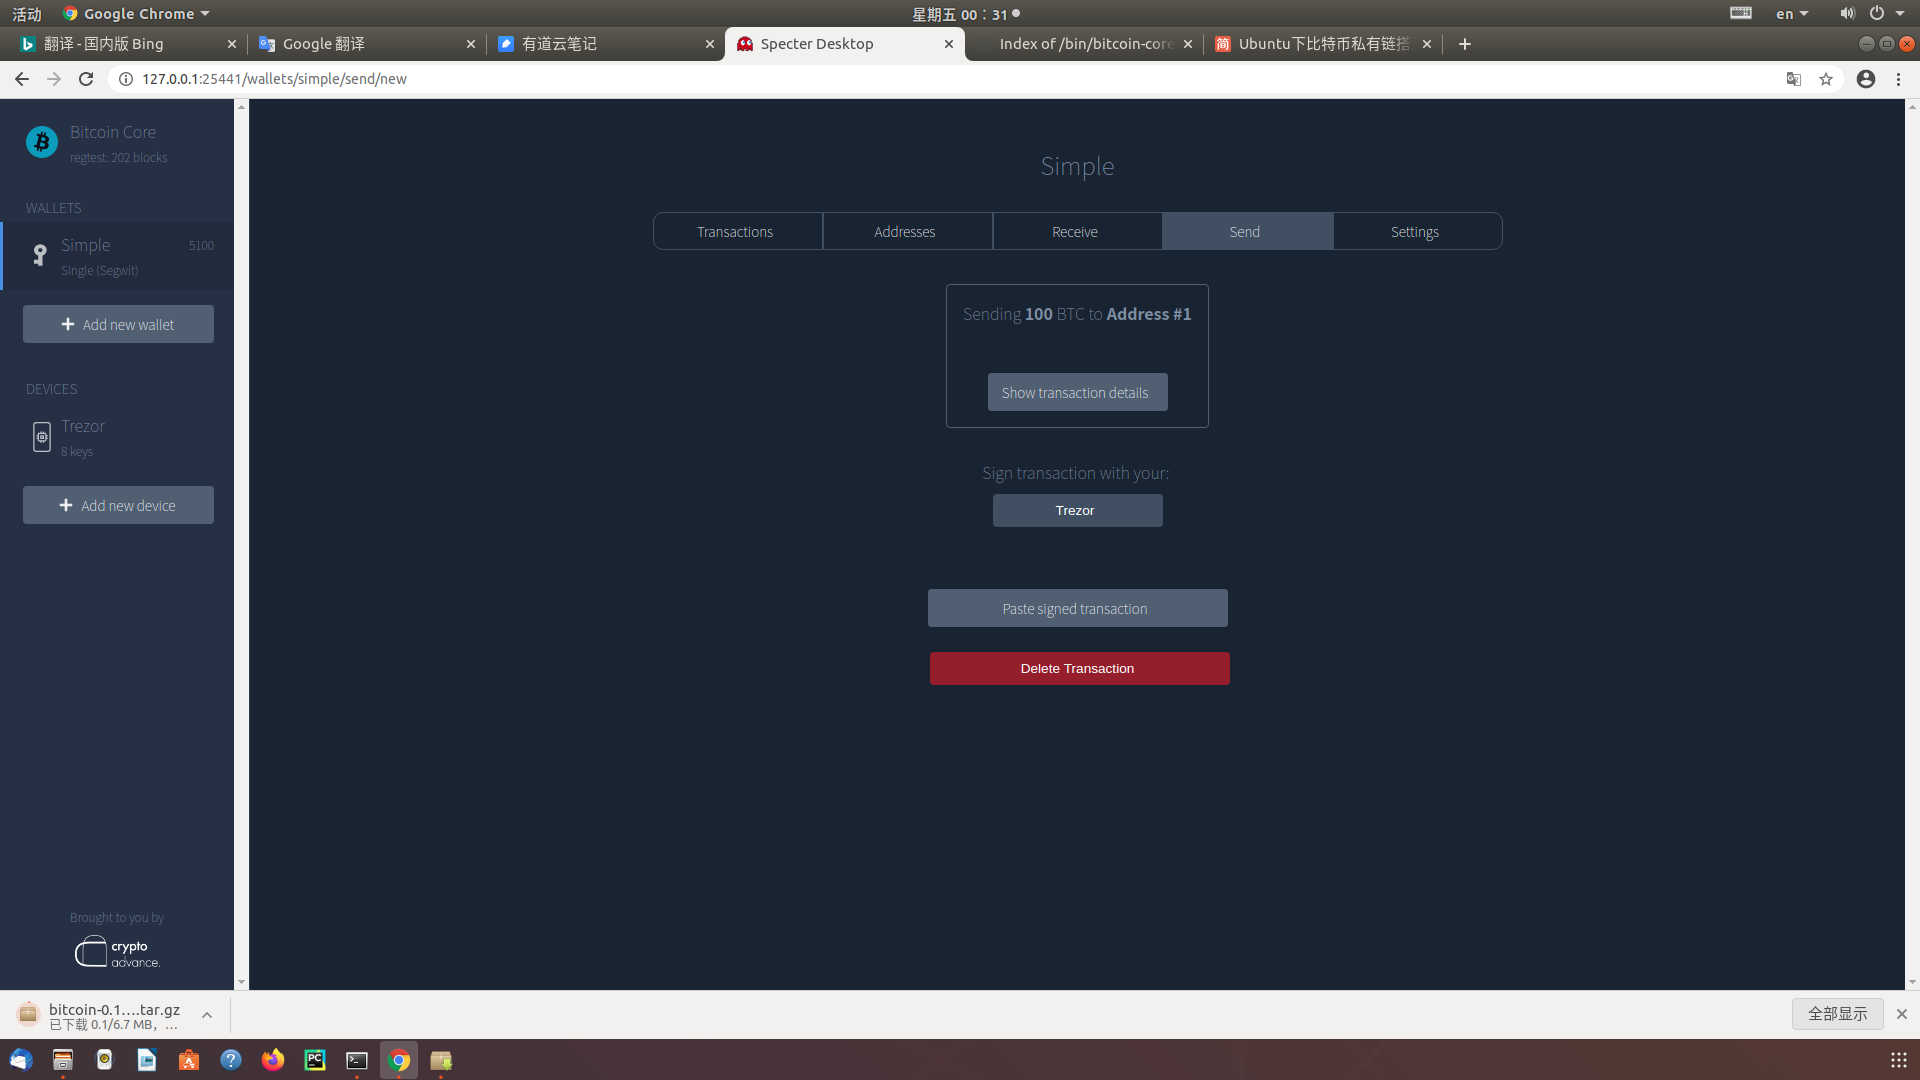 活动
Google Chrome
星期五 00：31
en
翻译 - 国内版 Bing
Google 翻译
有道云笔记
Specter Desktop
Index of /bin/bitcoin-core
Ubuntu下比特币私有链搭
127.0.0.1:25441/wallets/simple/send/new
Bitcoin Core
regtest: 202 blocks
WALLETS
Simple
5100
Single (Segwit)
Add new wallet
DEVICES
Trezor
8 keys
Add new device
Brought to you by
crypto
advance.
Simple
Transactions
Addresses
Receive
Send
Settings
Sending 100 BTC to Address #1
Show transaction details
Sign transaction with your:
Trezor
Paste signed transaction
Delete Transaction
bitcoin-0.1….tar.gz
已下载 0.1/6.7 MB，…
全部显示